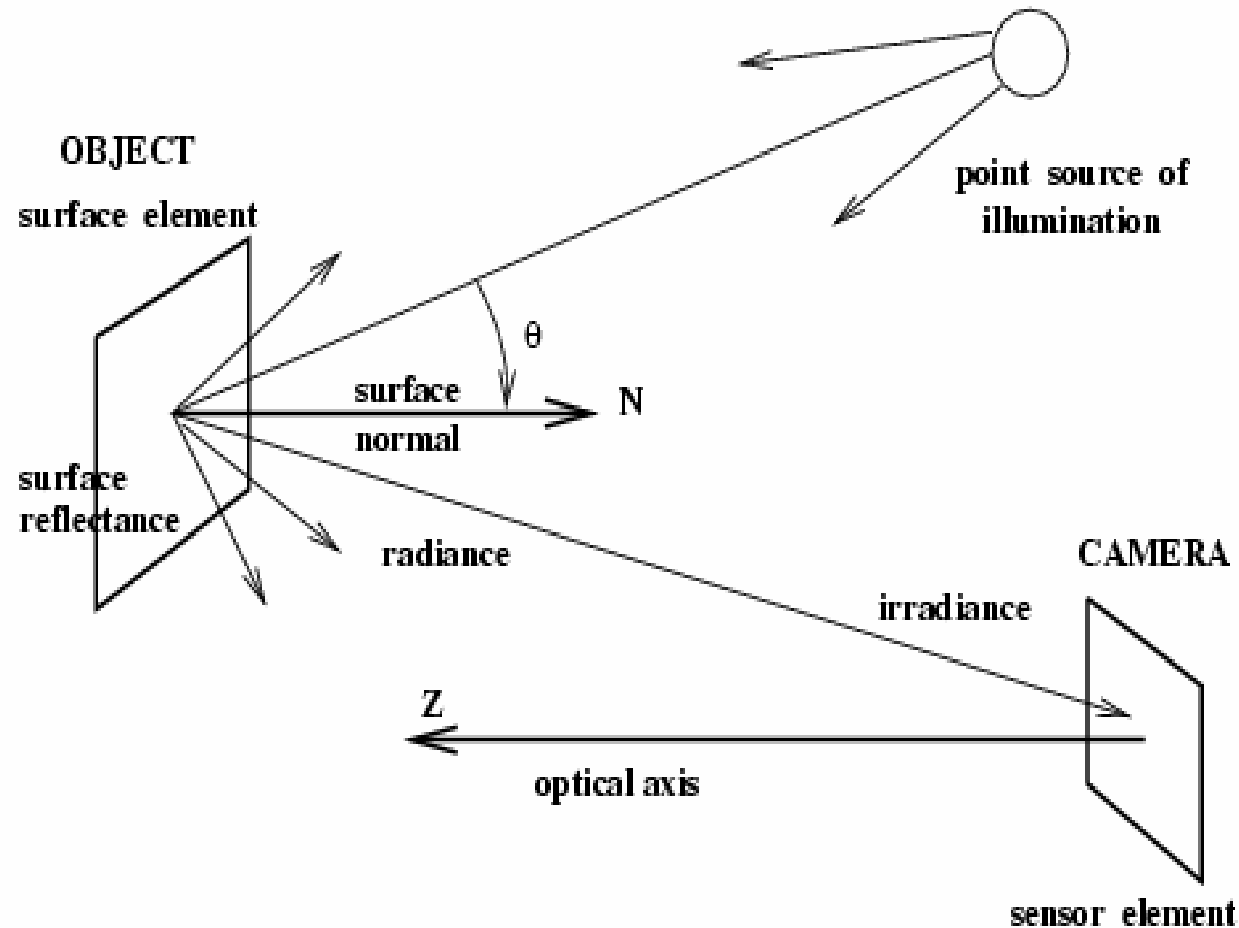 OBJECT
surface element
point source of
illumination
θ
surface
normal
N
surface
reflectance
radiance
CAMERA
irradiance
Z
optical axis
sensor element